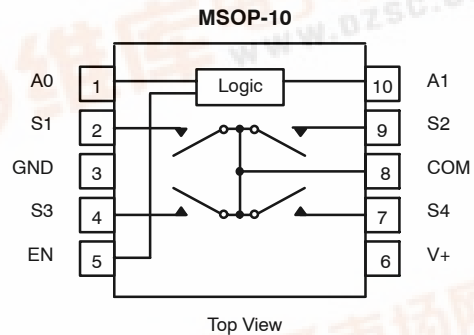 MSOP-10
A0 1 Logic 10 A1
S1 2 9 S2
GND 3 8 COM
S3 4 7 S4
EN 5 6 V+
Top View